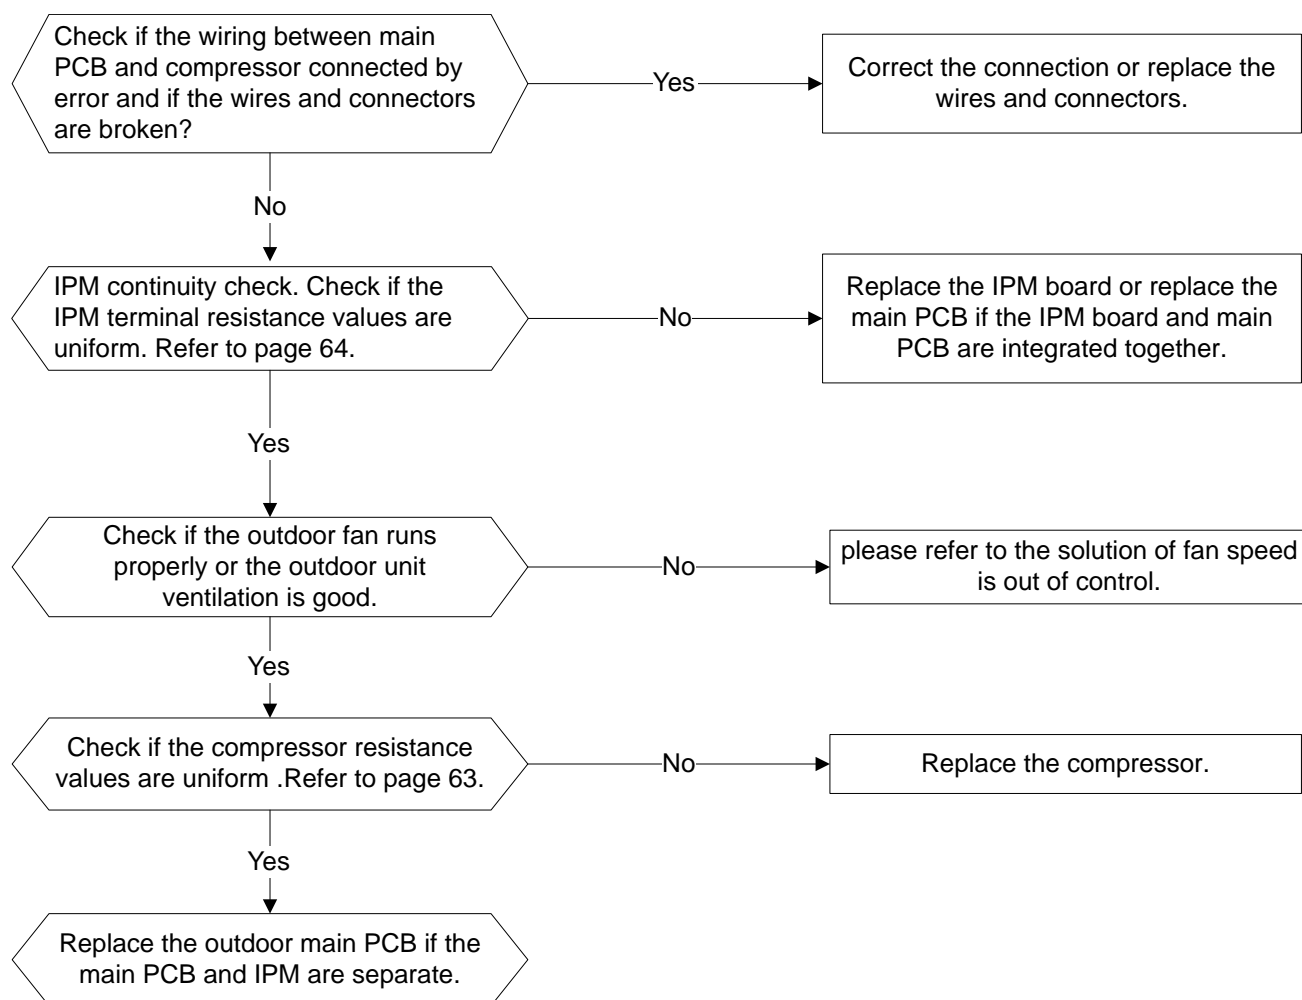 Check if the wiring between main
PCB and compressor connected by
error and if the wires and connectors
are broken?
Yes
Correct the connection or replace the
wires and connectors.
No
IPM continuity check. Check if the
IPM terminal resistance values are
uniform. Refer to page 64.
No
Replace the IPM board or replace the
main PCB if the IPM board and main
PCB are integrated together.
Yes
Check if the outdoor fan runs
properly or the outdoor unit
ventilation is good.
No
please refer to the solution of fan speed
is out of control.
Yes
Check if the compressor resistance
values are uniform .Refer to page 63.
No
Replace the compressor.
Yes
Replace the outdoor main PCB if the
main PCB and IPM are separate.